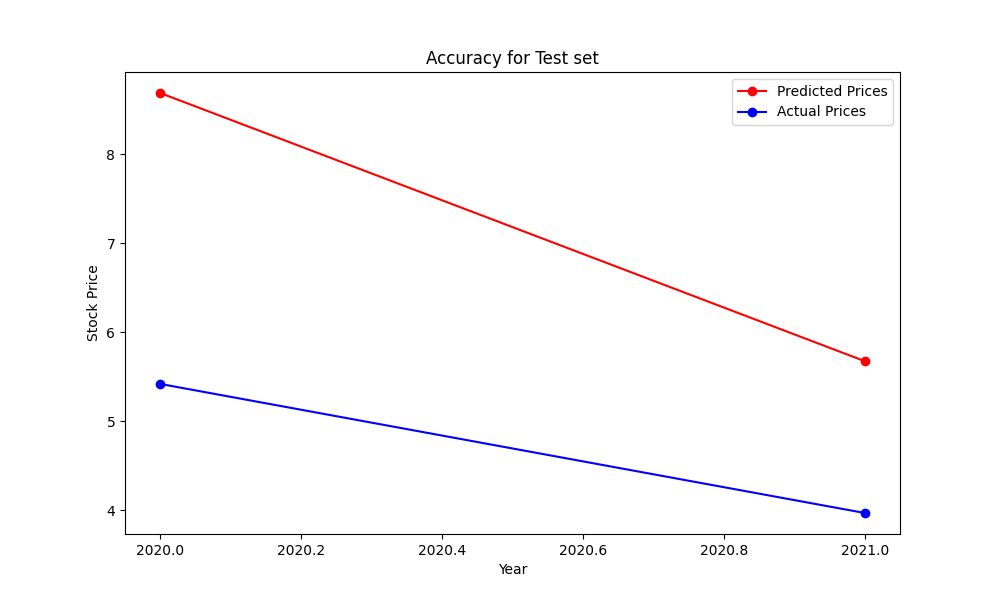 Accuracy for Test set
Predicted Prices
Actual Prices
8
7
6
5
4
Stock Price
2020.0 2020.2 2020.4 2020.6 2020.8 2021.0
Year